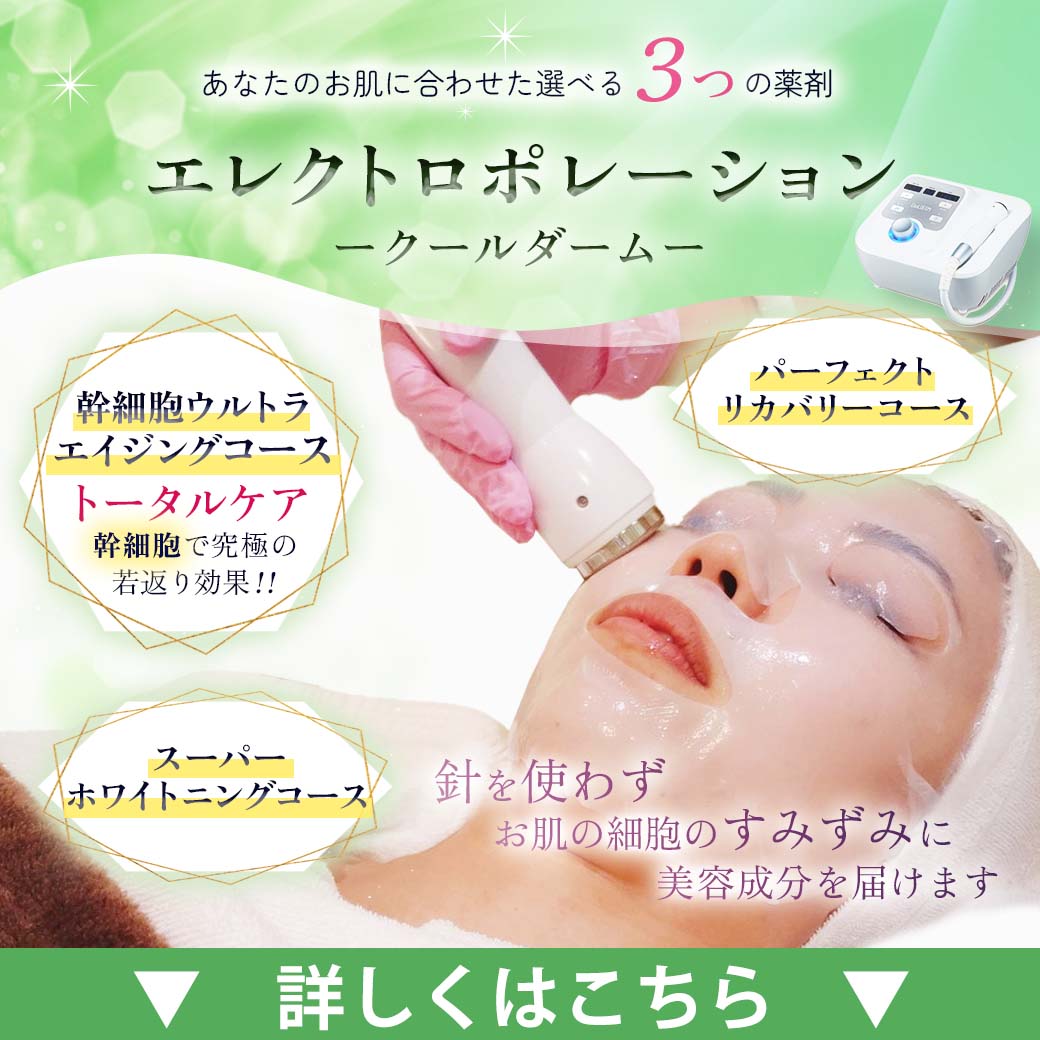 あなたのお肌に合わせた選べる3つの薬剤
エレクトロポレーション
ークールダームー
幹細胞ウルトラ
エイジングコース
トータルケア
幹細胞で究極の
若返り効果!!
パーフェクト
リカバリーコース
スーパー
ホワイトニングコース
針を使わず
お肌の細胞のすみずみに
美容成分を届けます
▼ 詳しくはこちら ▼